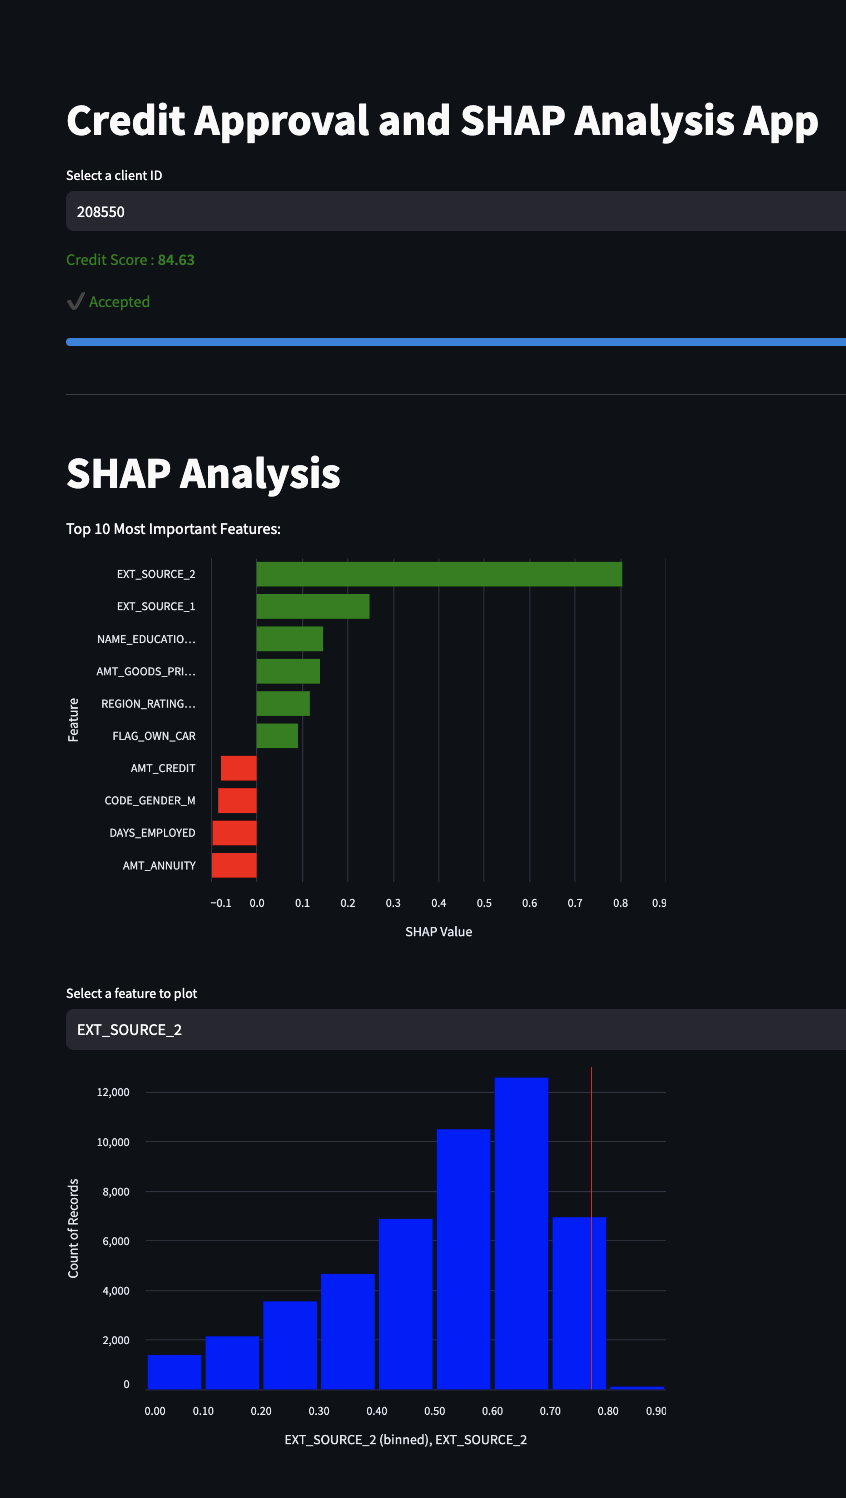 Credit Approval and SHAP Analysis App
Select a client ID
208550
Credit Score : 84.63
✔ Accepted
SHAP Analysis
Top 10 Most Important Features:
EXT_SOURCE_2
EXT_SOURCE_1
NAME_EDUCATIO…
AMT_GOODS_PRI…
REGION_RATING…
FLAG_OWN_CAR
AMT_CREDIT
CODE_GENDER_M
DAYS_EMPLOYED
AMT_ANNUITY
Feature
−0.1 0.0 0.1 0.2 0.3 0.4 0.5 0.6 0.7 0.8 0.9
SHAP Value
Select a feature to plot
EXT_SOURCE_2
12,000
10,000
8,000
6,000
4,000
2,000
0
Count of Records
0.00 0.10 0.20 0.30 0.40 0.50 0.60 0.70 0.80 0.90
EXT_SOURCE_2 (binned), EXT_SOURCE_2